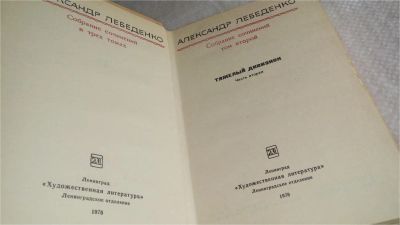 КСАНДР ЛЕБЕДЕНКО
Собрание сочинений
в трех томах
Ленинград
«Художественная литература»
Ленинградское отделение
1978
АЛЕКСАНДР ЛЕБЕДЕНКО
Собрание сочинений
том второй
ТЯЖЕЛЫЙ ДИВИЗИОН
Часть вторая
Ленинград
«Художественная литература»
Ленинградское отделение
1978